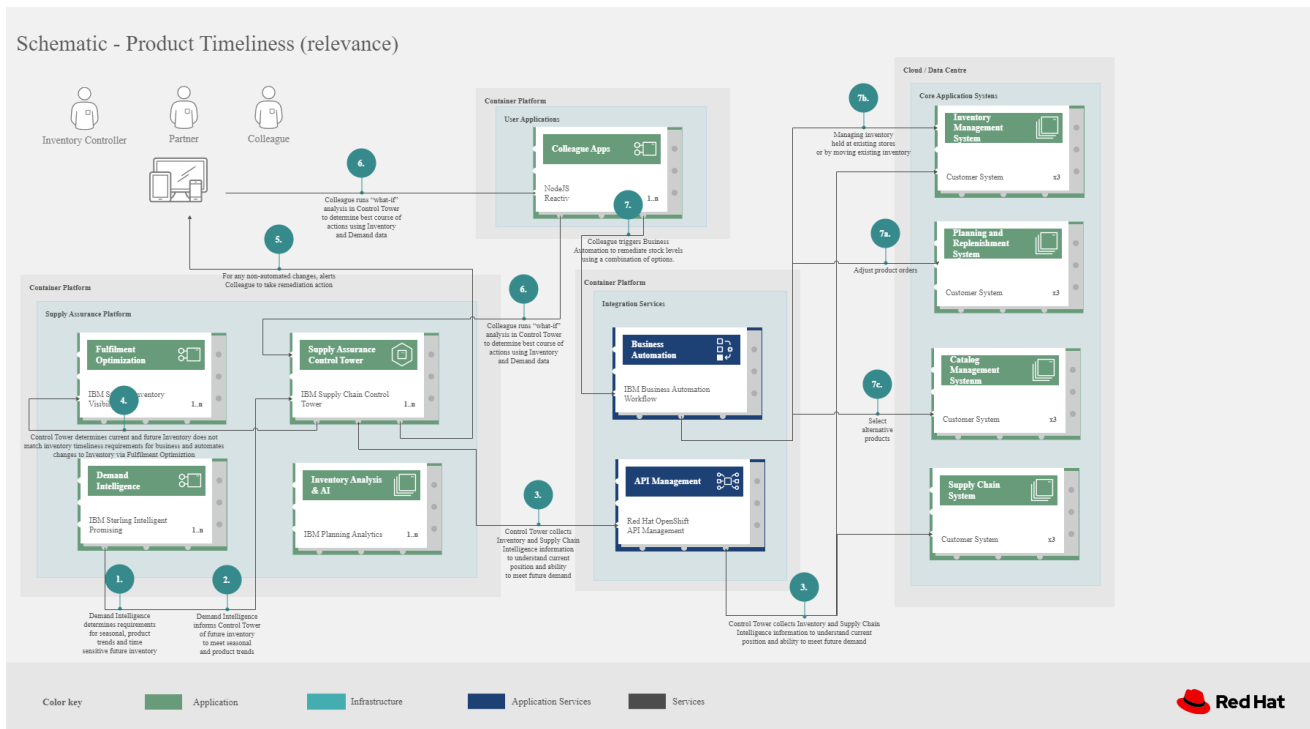 Schematic - Product Timeliness (relevance)
Inventory Controller
Partner
Colleague
6.
Colleague runs “what-if”
analysis in Control Tower
to determine best course of
actions using Inventory
and Demand data
5.
For any non-automated changes, alerts
Colleague to take remediation action
Container Platform
User Applications
Colleague Apps
NodeJS
Reactiv
1..n
7.
Colleague triggers Business
Automation to remediate stock levels
using a combination of options.
6.
Colleague runs “what-if”
analysis in Control Tower
to determine best course of
actions using Inventory
and Demand data
Container Platform
Supply Assurance Platform
Fulfilment
Optimization
IBM Inventory
1..n
4.
Control Tower determines current and future Inventory does not
match inventory timeliness requirements for business and automates
changes to Inventory via Fulfilment Optimiztion
Supply Assurance
Control Tower
IBM Supply Chain Control
Tower
1..n
Demand
Intelligence
IBM Sterling Intelligent
Promising
1..n
Inventory Analysis
& AI
IBM Planning Analytics
1..n
1.
Demand Intelligence
determines requirements
for seasonal, product
trends and time
sensitive future inventory
2.
Demand Intelligence
informs Control Tower
of future inventory
to meet seasonal
and product trends
3.
Control Tower collects
Inventory and Supply Chain
Intelligence information
to understand current
position and ability
to meet future demand
Container Platform
Integration Services
Business
Automation
IBM Business Automation
Workflow
API Management
Red Hat OpenShift
API Management
3.
Control Tower collects Inventory and Supply Chain
Intelligence information to understand current
position and ability to meet future demand
7b.
Managing inventory
held at existing stores
or by moving existing inventory
7a.
Adjust product orders
7c.
Select
alternative
products
Cloud / Data Centre
Core Application Systens
Inventory
Management
System
Customer System
x3
Planning and
Replenishment
System
Customer System
x3
Catalog
Management
Systenm
Customer System
x3
Supply Chain
System
Customer System
x3
Color key
Application
Infrastructure
Application Services
Services
Red Hat